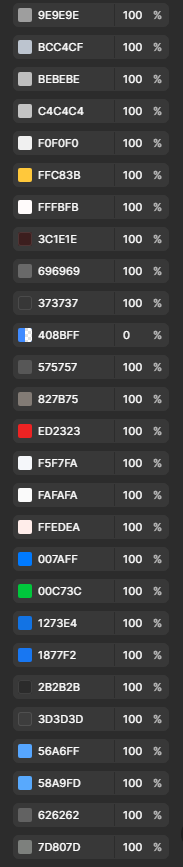 9E9E9E 100 %
BCC4CF 100 %
BEBEBE 100 %
C4C4C4 100 %
F0F0F0 100 %
FFC83B 100 %
FFFBFB 100 %
3C1E1E 100 %
696969 100 %
373737 100 %
408BFF 0 %
575757 100 %
827B75 100 %
ED2323 100 %
F5F7FA 100 %
FAFAFA 100 %
FFEDEA 100 %
007AFF 100 %
00C73C 100 %
1273E4 100 %
1877F2 100 %
2B2B2B 100 %
3D3D3D 100 %
56A6FF 100 %
58A9FD 100 %
626262 100 %
7D807D 100 %